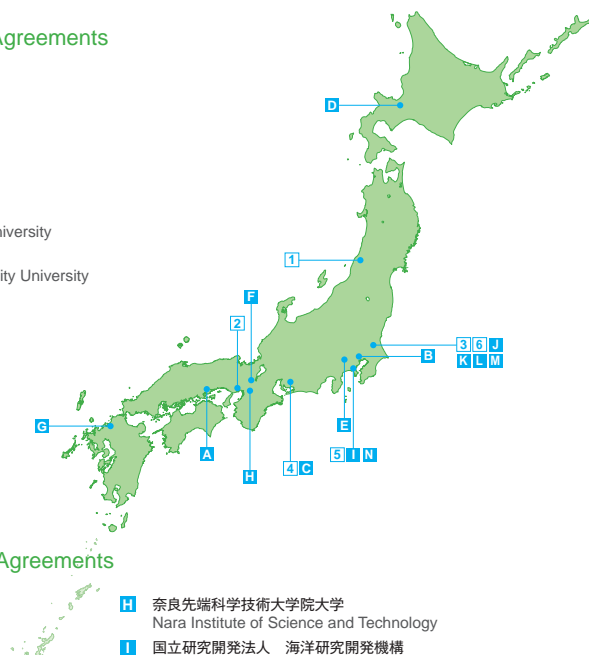 Agreements
D
niversity
1
ity University
F
2
3 6 J
B
K L M
G
E
A
5 I N
4 C
H
Agreements
H 奈良先端科学技術大学院大学
Nara Institute of Science and Technology
I 国立研究開発法人　海洋研究開発機構